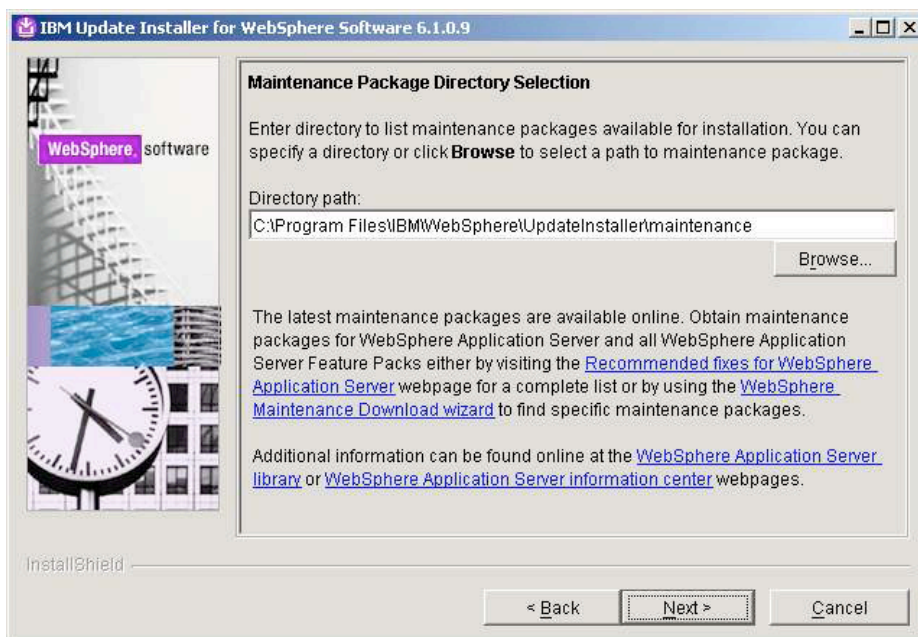 IBM Update Installer for WebSphere Software 6.1.0.9
WebSphere. software
Maintenance Package Directory Selection
Enter directory to list maintenance packages available for installation. You can
specify a directory or click Browse to select a path to maintenance package.
Directory path:
C:\Program Files\IBM\WebSphere\UpdateInstaller\maintenance
Browse...
The latest maintenance packages are available online. Obtain maintenance
packages for WebSphere Application Server and all WebSphere Application
Server Feature Packs either by visiting the Recommended fixes for WebSphere
Application Server webpage for a complete list or by using the WebSphere
Maintenance Download wizard to find specific maintenance packages.
Additional information can be found online at the WebSphere Application Server
library or WebSphere Application Server information center webpages.
InstallShield
< Back
Next >
Cancel